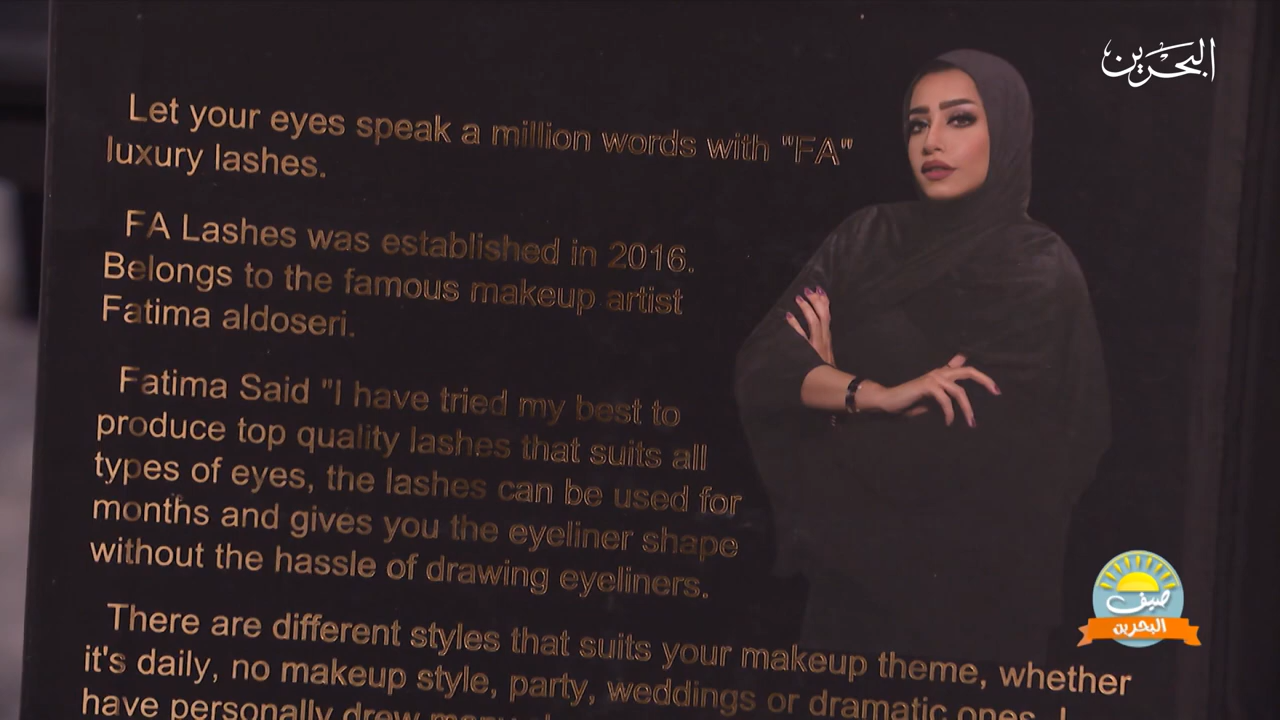 البحرين
Let your eyes speak a million words with "FA"
luxury lashes.
FA Lashes was established in 2016.
Belongs to the famous makeup artist
Fatima aldoseri.
Fatima Said "I have tried my best to
produce top quality lashes that suits all
types of eyes, the lashes can be used for
months and gives you the eyeliner shape
without the hassle of drawing eyeliners.
There are different styles that suits your makeup theme, whether
it's daily, no makeup style, party, weddings or dramatic ones. I
have personally drew many
صيف
البحرين